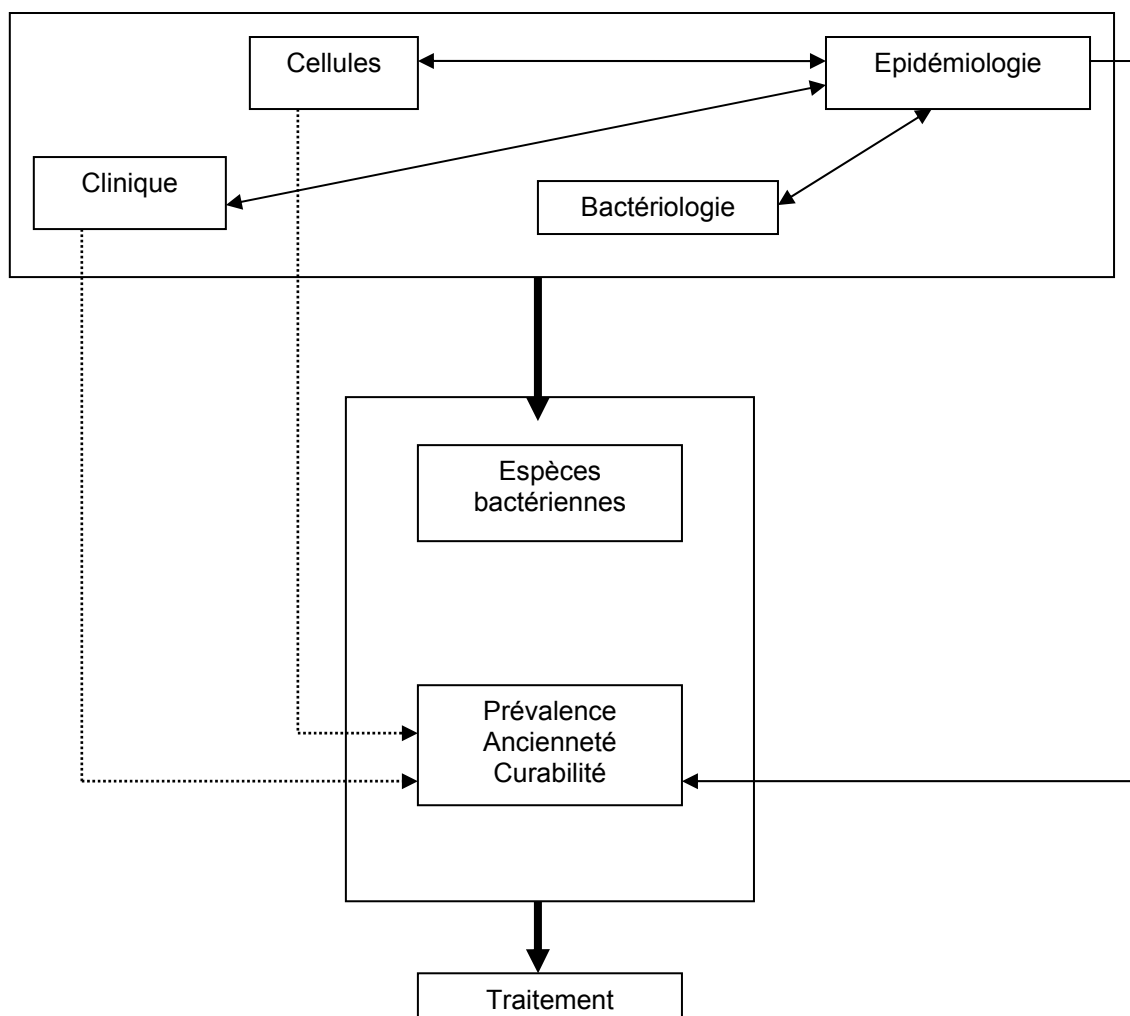 Cellules
Epidémiologie
Clinique
Bactériologie
Espèces
bactériennes
Prévalence
Ancienneté
Curabilité
Traitement